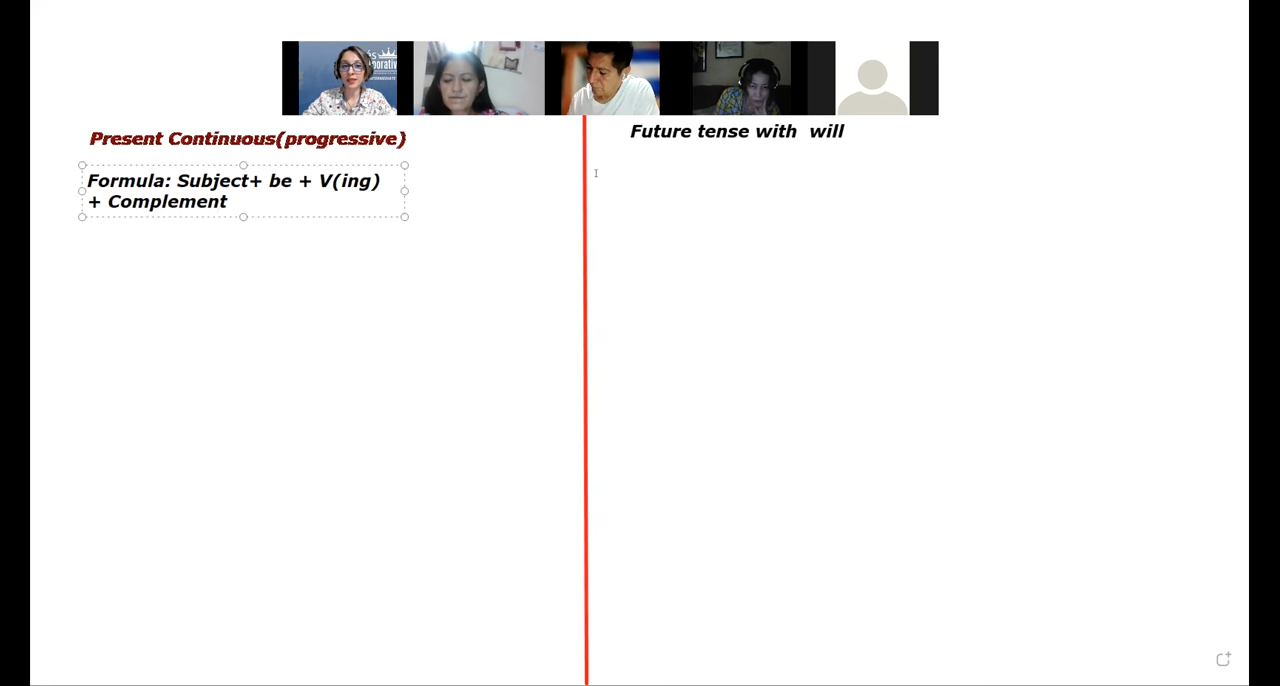 Present Continuous(progressive)
Formula: Subject+ be + V(ing)
+ Complement
Future tense with  will